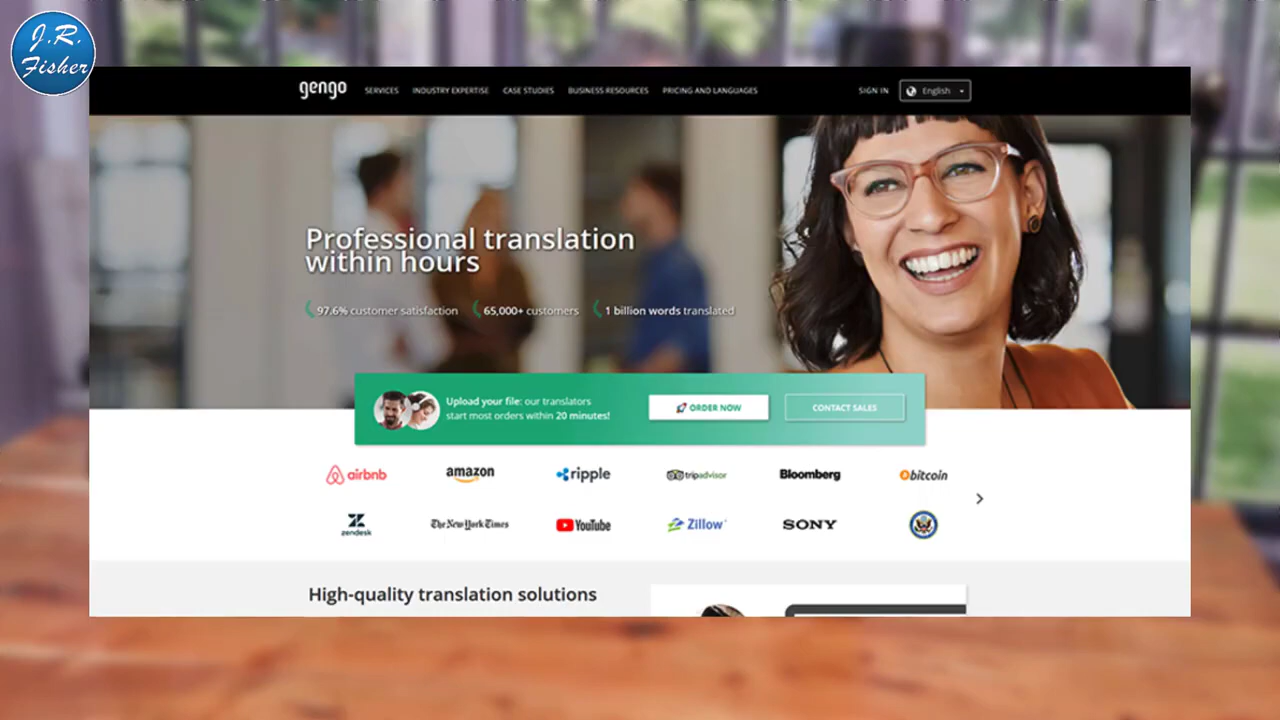 J.R.
Fisher
gengo SERVICES INDUSTRY EXPERTISE CASE STUDIES BUSINESS RESOURCES PRICING AND LANGUAGES SIGN IN English
Professional translation
within hours
97.6% customer satisfaction 65,000+ customers 1 billion words translated
Upload your file: our translators
start most orders within 20 minutes!
ORDER NOW CONTACT SALES
airbnb amazon ripple tripadvisor Bloomberg bitcoin
zendesk The New York Times YouTube Zillow SONY
High-quality translation solutions